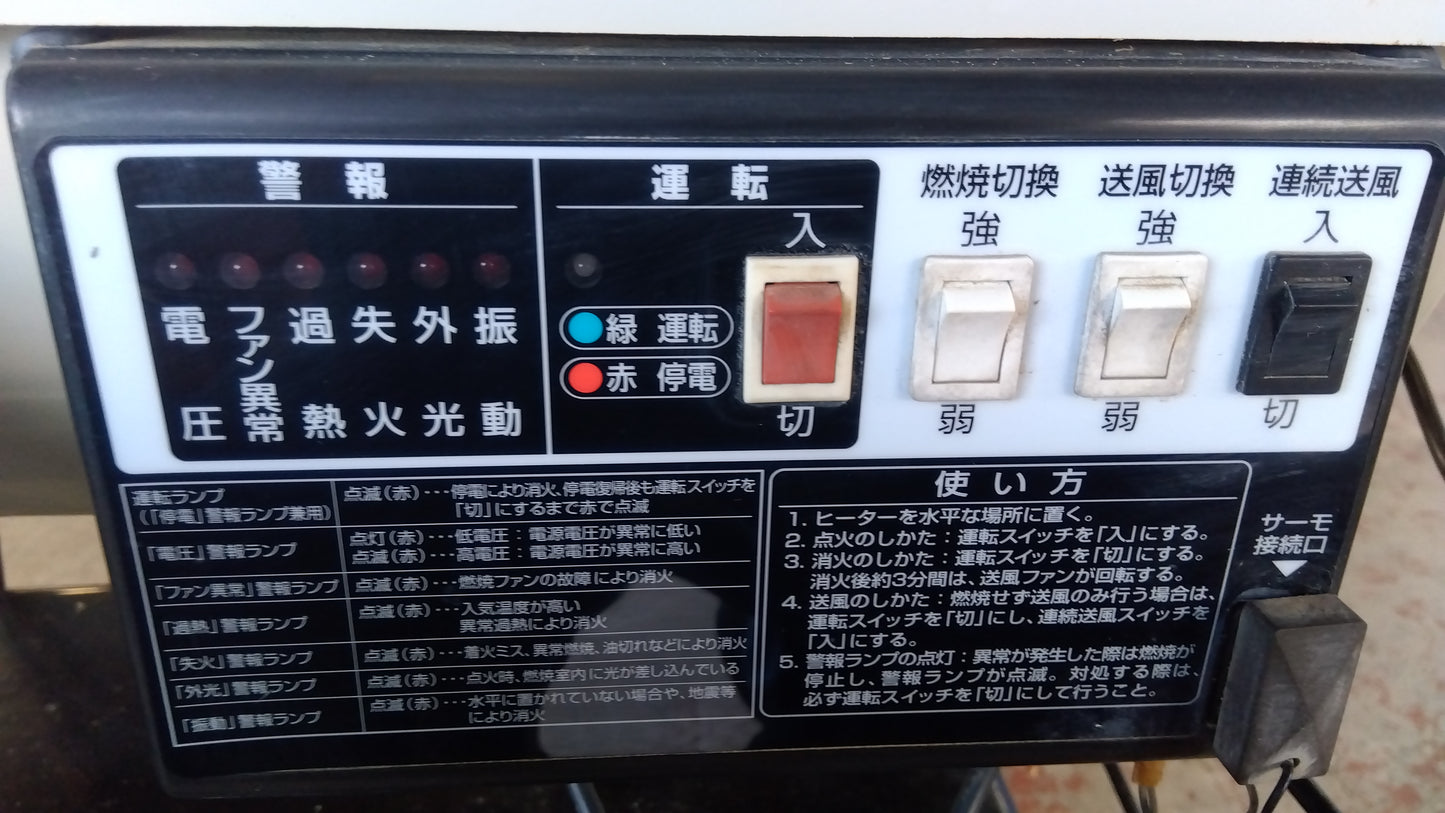 警報
運転
燃焼切換
送風切換
連続送風
入
強
強
入
電圧
ファン異常
過熱
失火
外光
振動
緑 運転
赤 停電
切
弱
弱
切
運転ランプ
(「停電」警報ランプ兼用)
点滅(赤)・・・停電により消火、停電復帰後も運転スイッチを
「切」にするまで赤で点滅
「電圧」警報ランプ
点灯(赤)・・・低電圧：電源電圧が異常に低い
点滅(赤)・・・高電圧：電源電圧が異常に高い
「ファン異常」警報ランプ
点滅(赤)・・・燃焼ファンの故障により消火
「過熱」警報ランプ
点滅(赤)・・・入気温度が高い
異常過熱により消火
「失火」警報ランプ
点滅(赤)・・・着火ミス、異常燃焼、油切れなどにより消火
「外光」警報ランプ
点滅(赤)・・・点火時、燃焼室内に光が差し込んでいる
「振動」警報ランプ
点滅(赤)・・・水平に置かれていない場合や、地震等
により消火
使い方
1. ヒーターを水平な場所に置く。
2. 点火のしかた：運転スイッチを「入」にする。
3. 消火のしかた：運転スイッチを「切」にする。
消火後約3分間は、送風ファンが回転する。
4. 送風のしかた：燃焼せず送風のみ行う場合は、
運転スイッチを「切」にし、連続送風スイッチを
「入」にする。
5. 警報ランプの点灯：異常が発生した際は燃焼が
停止し、警報ランプが点滅。対処する際は、
必ず運転スイッチを「切」にして行うこと。
サーモ
接続口